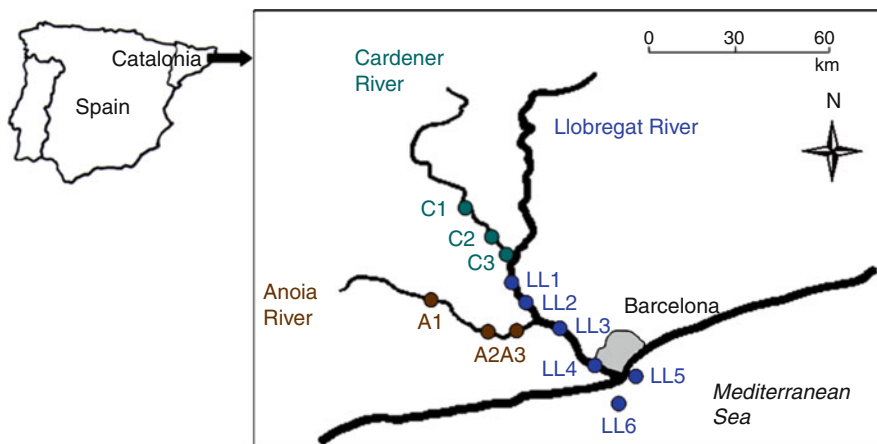 Catalonia
Spain
Cardener
River
Llobregat River
0 30 60
km
N
C1
C2
C3
LL1
LL2
LL3
LL4
LL5
LL6
Anoia
River
A1
A2A3
Barcelona
Mediterranean
Sea